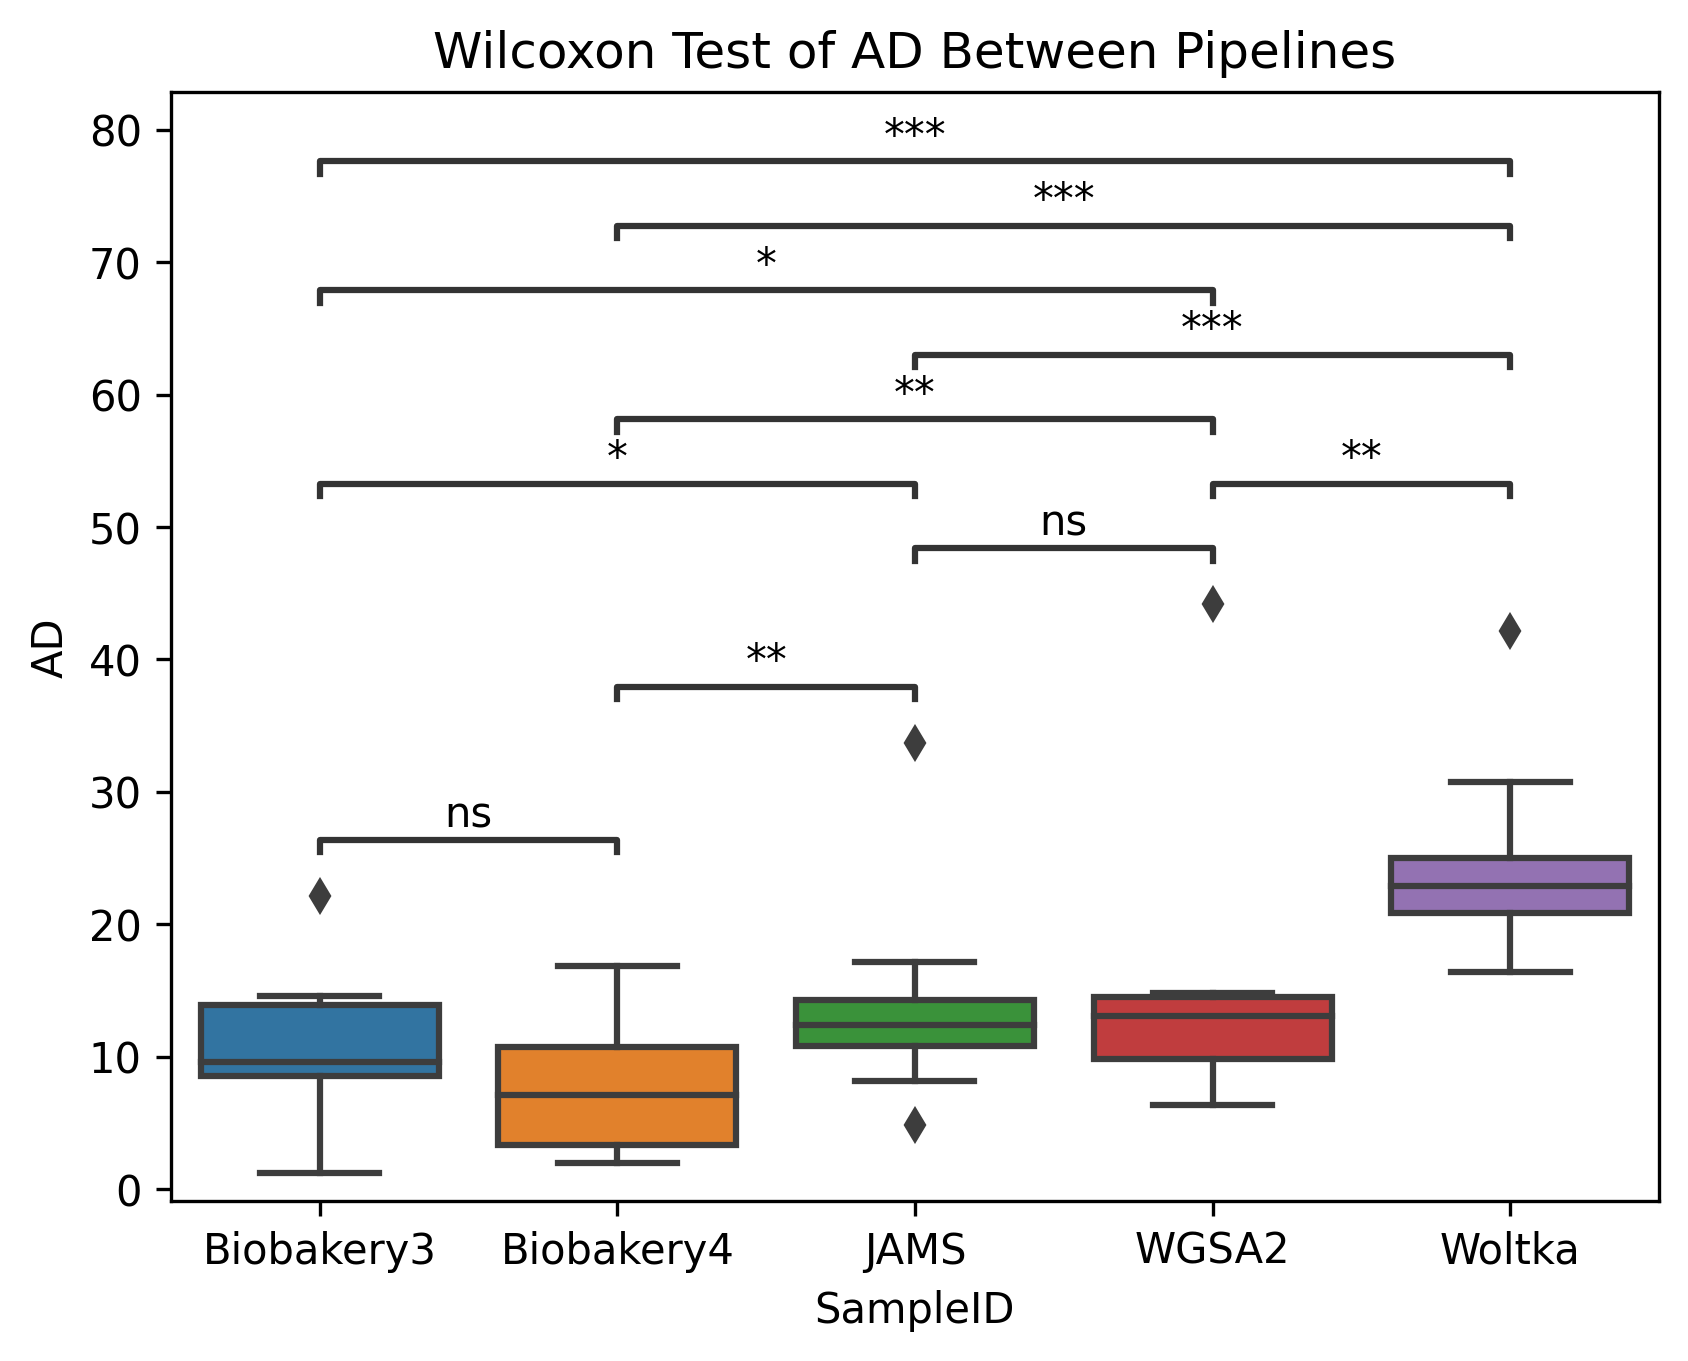 Wilcoxon Test of AD Between Pipelines
80
70
60
50
40
30
20
10
0
AD
***
***
*
***
**
*
**
ns
**
ns
Biobakery3 Biobakery4 JAMS WGSA2 Woltka
SampleID